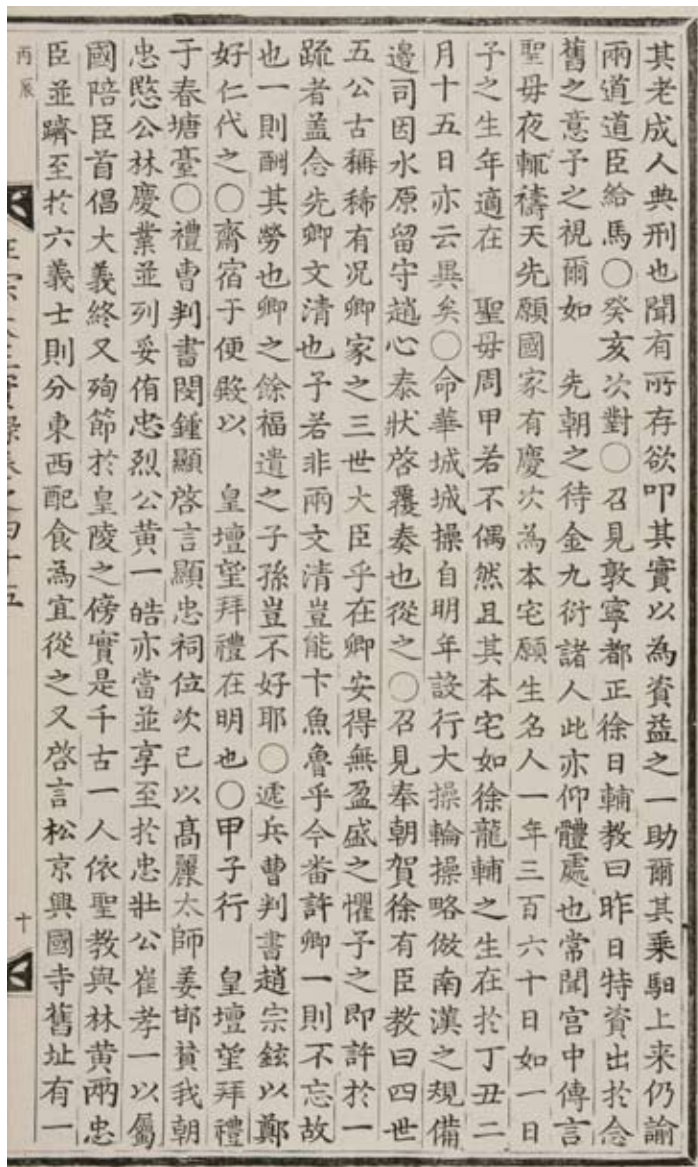 其老成人典刑也聞有所存欲叩其實以為資益之一助爾其乘馹上来仍諭
兩道道臣給馬○癸亥次對○召見敦寧都正徐日輔教曰昨日特資出於念
舊之意予之視爾如　先朝之待金九衍諸人此亦仰體處也常聞宫中傳言
聖毋夜輒禱天先願國家有慶次為本宅願生名人一年三百六十日如一日
子之生年適在　聖毋周甲若不偶然且其本宅如徐龍輔之生在於丁丑二
月十五日亦云異矣○命華城城操自明年設行大操輪操略倣南漢之規備
邊司因水原留守趙心泰狀啓覆奏也從之○召見奉朝賀徐有臣教曰四世
五公古稱稀有况卿家之三世大臣乎在卿安得無盈盛之懼予之即許於一
疏者盖念先卿文清也予若非兩文清豈能卞魚魯乎今番許卿一則不忘故
也一則酬其勞也卿之餘福遺之子孫豈不好耶○遞兵曹判書趙宗鉉以鄭
好仁代之○齋宿于便殿以　皇壇望拜禮在明也○甲子行　皇壇望拜禮
于春塘臺○禮曹判書閔鍾顯啓言顯忠祠位次已以髙麗太師姜邯賛我朝
忠愍公林慶業並列妥侑忠烈公黄一皓亦當並享至於忠壯公崔孝一以屬
國陪臣首倡大義終又殉節於皇陵之傍實是千古一人依聖教與林黄兩忠
臣並躋至於六義士則分東西配食為宜從之又啓言松京興國寺舊址有一
丙辰
十